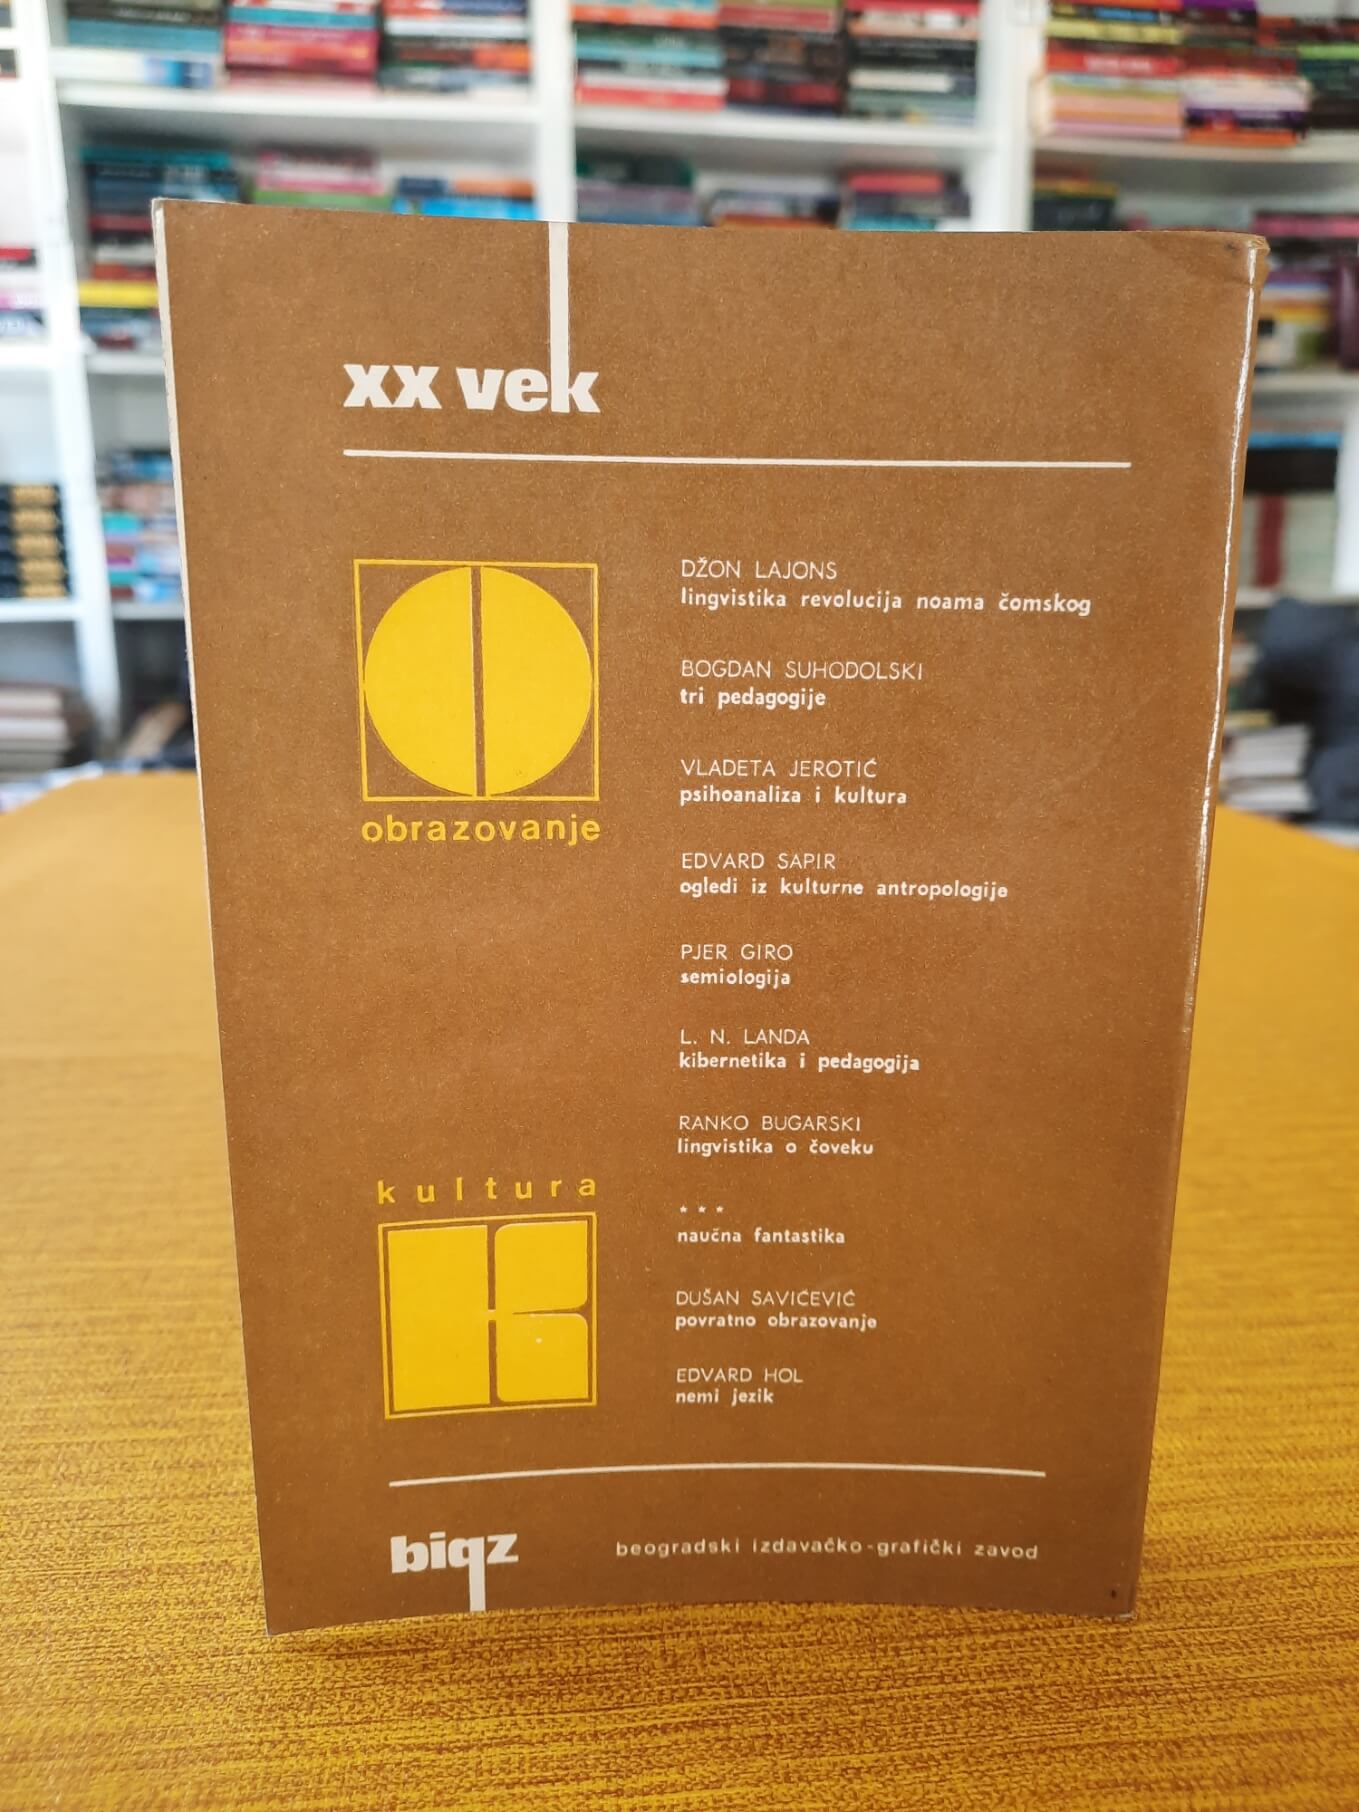 xx vek
obrazovanje
DŽON LAJONS
lingvistika revolucija noama čomskog
BOGDAN SUHODOLSKI
tri pedagogije
VLADETA JEROTIĆ
psihoanaliza i kultura
EDVARD SAPIR
ogledi iz kulturne antropologije
PJER GIRO
semiologija
L. N. LANDA
kibernetika i pedagogija
RANKO BUGARSKI
lingvistika o čoveku
* * *
naučna fantastika
DUŠAN SAVIĆEVIĆ
povratno obrazovanje
EDVARD HOL
nemi jezik
kultura
bigz
beogradski izdavačko-grafički zavod